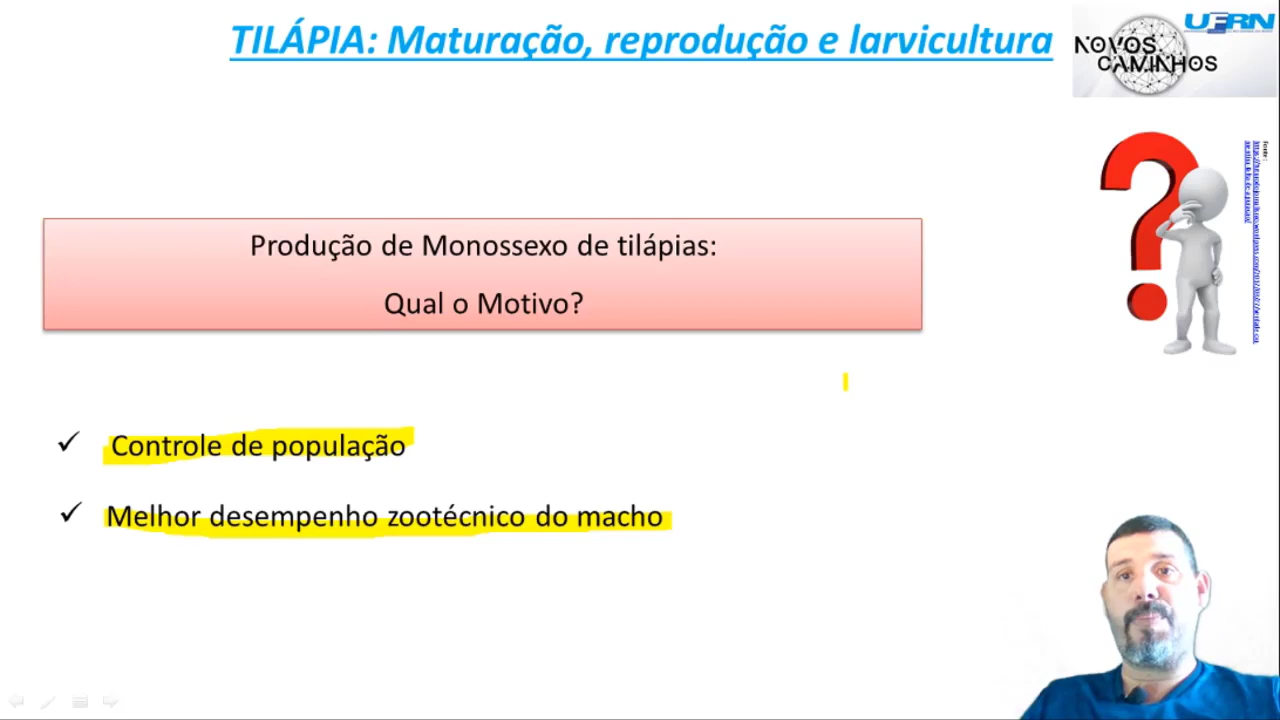 TILÁPIA: Maturação, reprodução e larvicultura
UFRN
NOVOS
CAMINHOS
Produção de Monossexo de tilápias:
Qual o Motivo?
Fonte :
✓ Controle de população
✓ Melhor desempenho zootécnico do macho